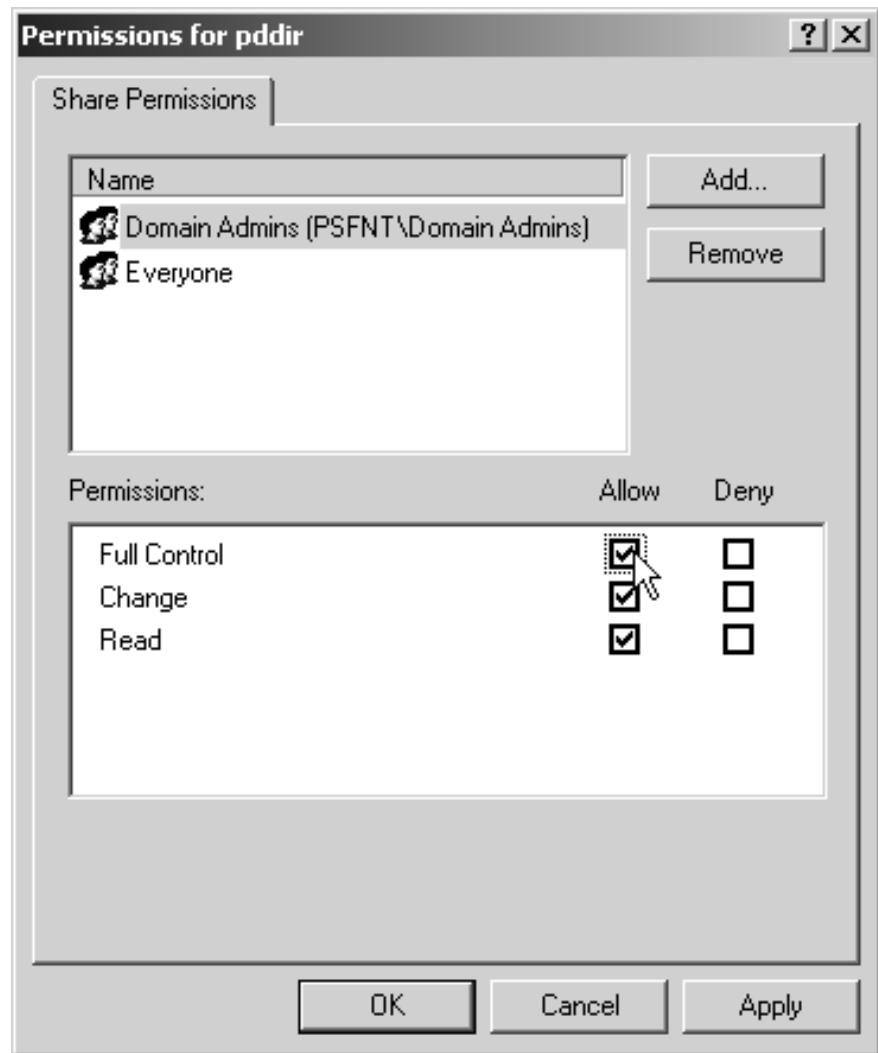 Permissions for pddir
Share Permissions
Name
Add...
Domain Admins (PSFNT\Domain Admins)
Remove
Everyone
Permissions: Allow Deny
Full Control
Change
Read
OK Cancel Apply